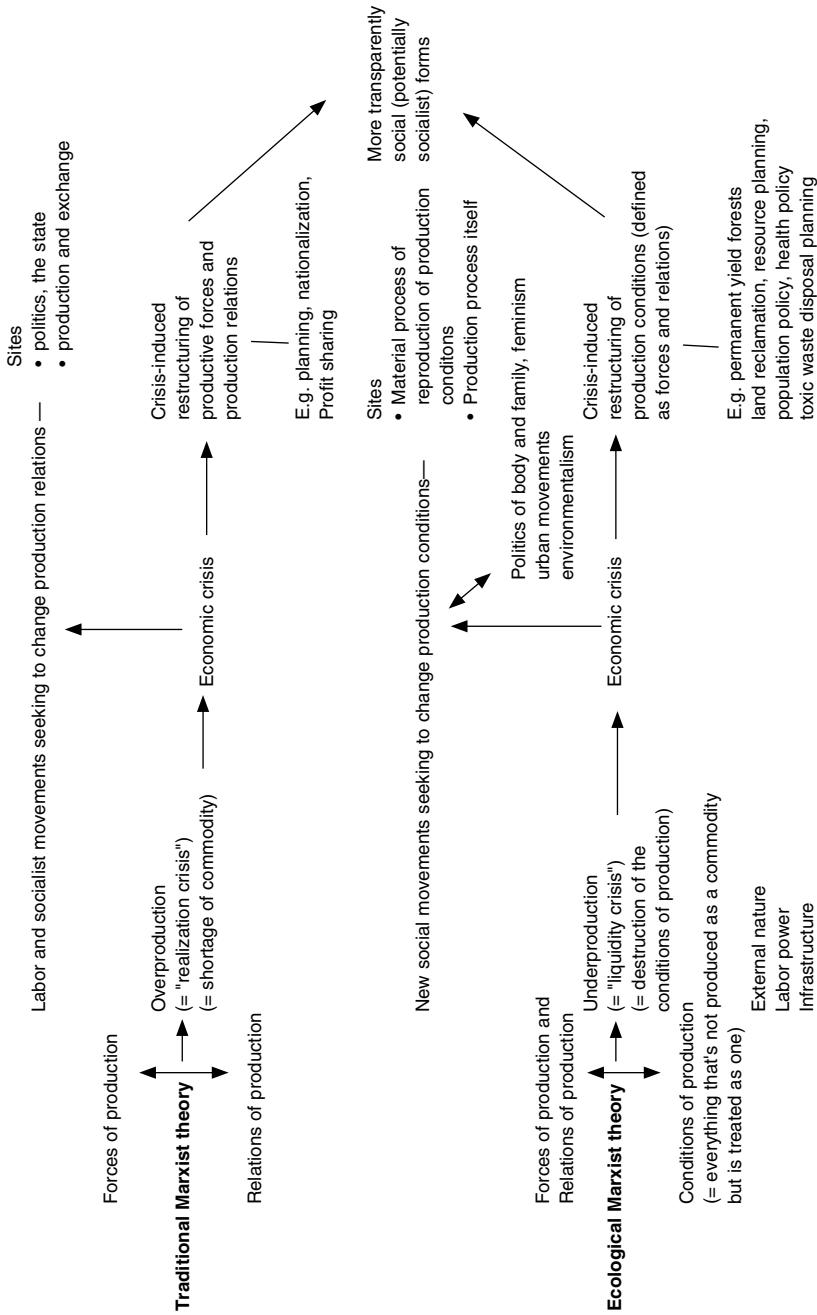 Labor and socialist movements seeking to change production relations —
Sites
• politics, the state
• production and exchange
Forces of production
Traditional Marxist theory
Relations of production
Overproduction
(= "realization crisis")
(= shortage of commodity)
Economic crisis
Crisis-induced
restructuring of
productive forces and
production relations
E.g. planning, nationalization,
Profit sharing
More transparently
social (potentially
socialist) forms
New social movements seeking to change production conditions—
Sites
• Material process of
reproduction of production
conditons
• Production process itself
Politics of body and family, feminism
urban movements
environmentalism
Forces of production and
Relations of production
Ecological Marxist theory
Conditions of production
(= everything that's not produced as a commodity
but is treated as one)
External nature
Labor power
Infrastructure
Underproduction
(= "liquidity crisis")
(= destruction of the
conditions of production)
Economic crisis
Crisis-induced
restructuring of
production conditions (defined
as forces and relations)
E.g. permanent yield forests
land reclamation, resource planning,
population policy, health policy
toxic waste disposal planning